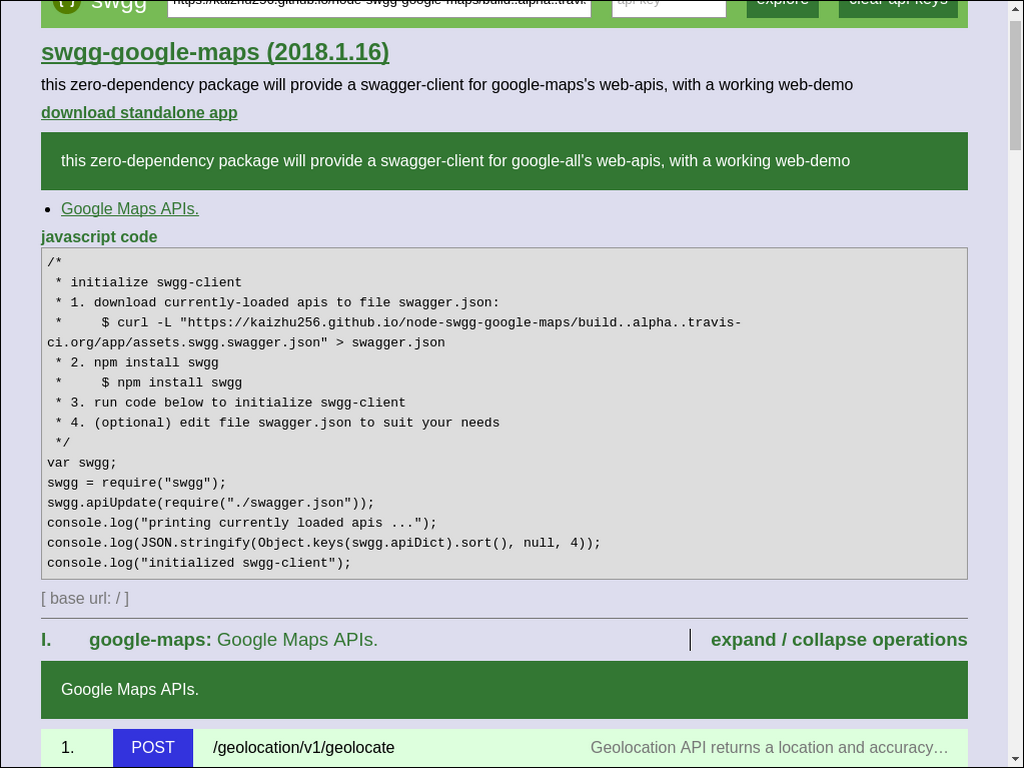 swgg https://kaizhu256.github.io/node-swgg-google-maps/build..alpha..travi. api key explore clear api keys
swgg-google-maps (2018.1.16)
this zero-dependency package will provide a swagger-client for google-maps's web-apis, with a working web-demo
download standalone app
this zero-dependency package will provide a swagger-client for google-all's web-apis, with a working web-demo
Google Maps APIs.
javascript code
/*
 * initialize swgg-client
 * 1. download currently-loaded apis to file swagger.json:
 *     $ curl -L "https://kaizhu256.github.io/node-swgg-google-maps/build..alpha..travis-
ci.org/app/assets.swgg.swagger.json" > swagger.json
 * 2. npm install swgg
 *     $ npm install swgg
 * 3. run code below to initialize swgg-client
 * 4. (optional) edit file swagger.json to suit your needs
 */
var swgg;
swgg = require("swgg");
swgg.apiUpdate(require("./swagger.json"));
console.log("printing currently loaded apis ...");
console.log(JSON.stringify(Object.keys(swgg.apiDict).sort(), null, 4));
console.log("initialized swgg-client");
[ base url: / ]
I. google-maps: Google Maps APIs. expand / collapse operations
Google Maps APIs.
1. POST /geolocation/v1/geolocate Geolocation API returns a location and accuracy…